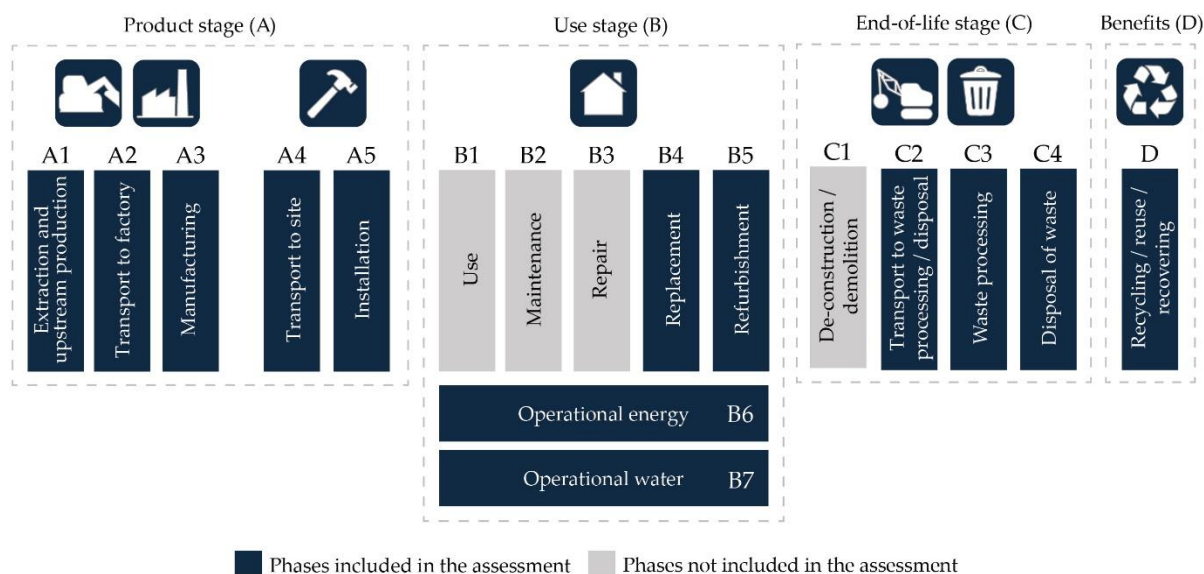 Product stage (A)
Use stage (B)
End-of-life stage (C)
Benefits (D)
A1
A2
A3
A4
A5
B1
B2
B3
B4
B5
C1
C2
C3
C4
D
Extraction and
upstream production
Transport to factory
Manufacturing
Transport to site
Installation
Use
Maintenance
Repair
Replacement
Refurbishment
De-construction /
demolition
Transport to waste
processing / disposal
Waste processing
Disposal of waste
Recycling / reuse /
recovering
Operational energy B6
Operational water B7
Phases included in the assessment
Phases not included in the assessment